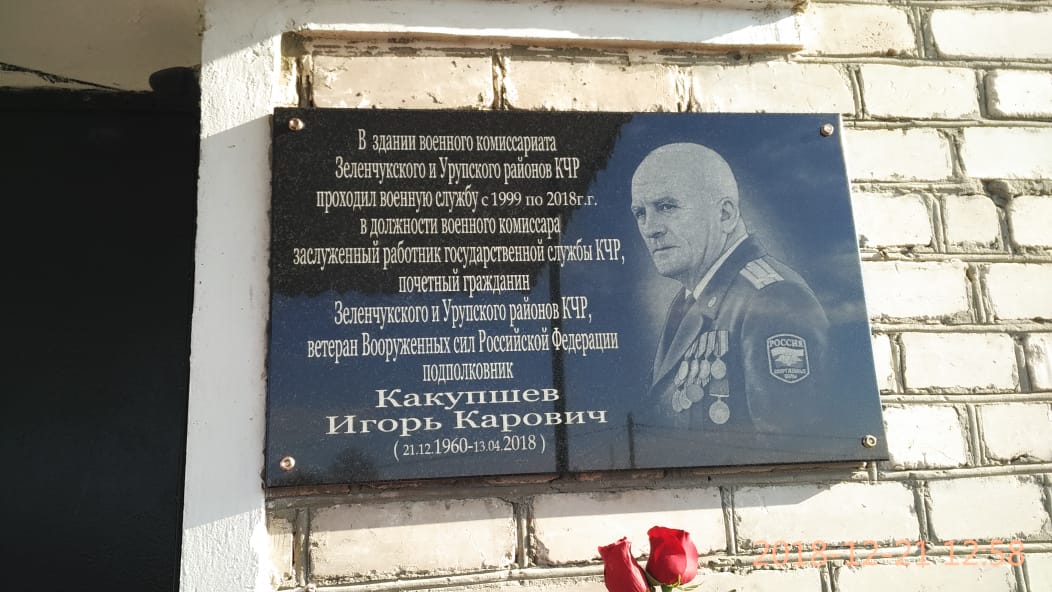 В здании военного комиссариата
Зеленчукского и Урупского районов КЧР
проходил военную службу с 1999 по 2018г.г.
в должности военного комиссара
заслуженный работник государственной службы КЧР,
почетный гражданин
Зеленчукского и Урупского районов КЧР,
ветеран Вооруженных сил Российской Федерации
подполковник
Какупшев
Игорь Карович
( 21.12.1960-13.04.2018 )
РОССИЯ
ВООРУЖЕННЫЕ
СИЛЫ
2018-12-21 12:58